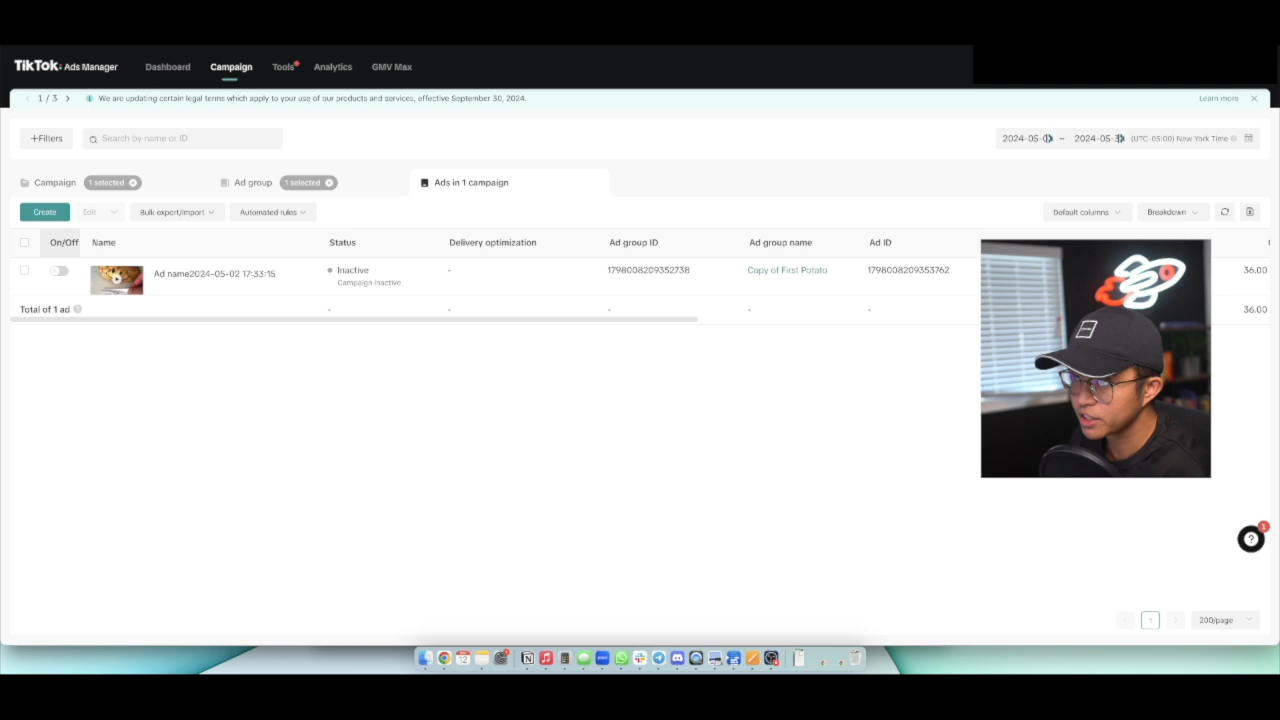 TikTok: Ads Manager Dashboard Campaign Tools Analytics GMV Max
1 / 3 We are updating certain legal terms which apply to your use of our products and services, effective September 30, 2024. Learn more
+Filters Search by name or ID (UTC-05:00) New York Time
Campaign 1 selected Ad group 1 selected Ads in 1 campaign
Create Edit Bulk export/import Automated rules Default columns Breakdown
On/Off Name Status Delivery optimization Ad group ID Ad group name Ad ID
Ad name2024-05-02 17:33:15 Inactive - 1798008209352738 Copy of First Potato 1798008209353762 36.00
Campaign inactive
Total of 1 ad - - - - - 36.00
1
?
1 200/page